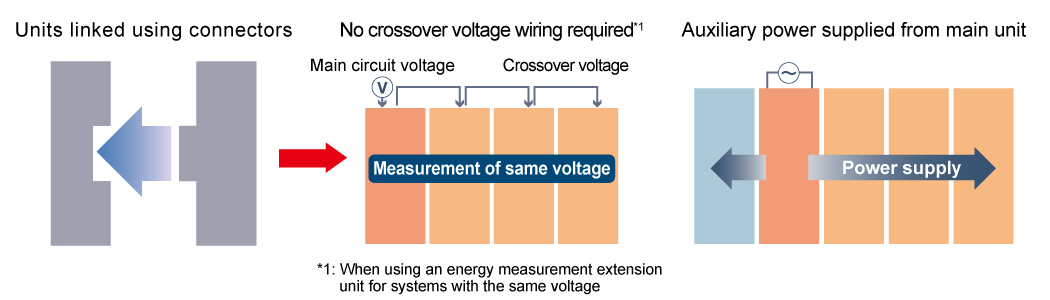 Units linked using connectors
No crossover voltage wiring required*1
Auxiliary power supplied from main unit
Main circuit voltage
Crossover voltage
V
Measurement of same voltage
Power supply
*1: When using an energy measurement extension
unit for systems with the same voltage